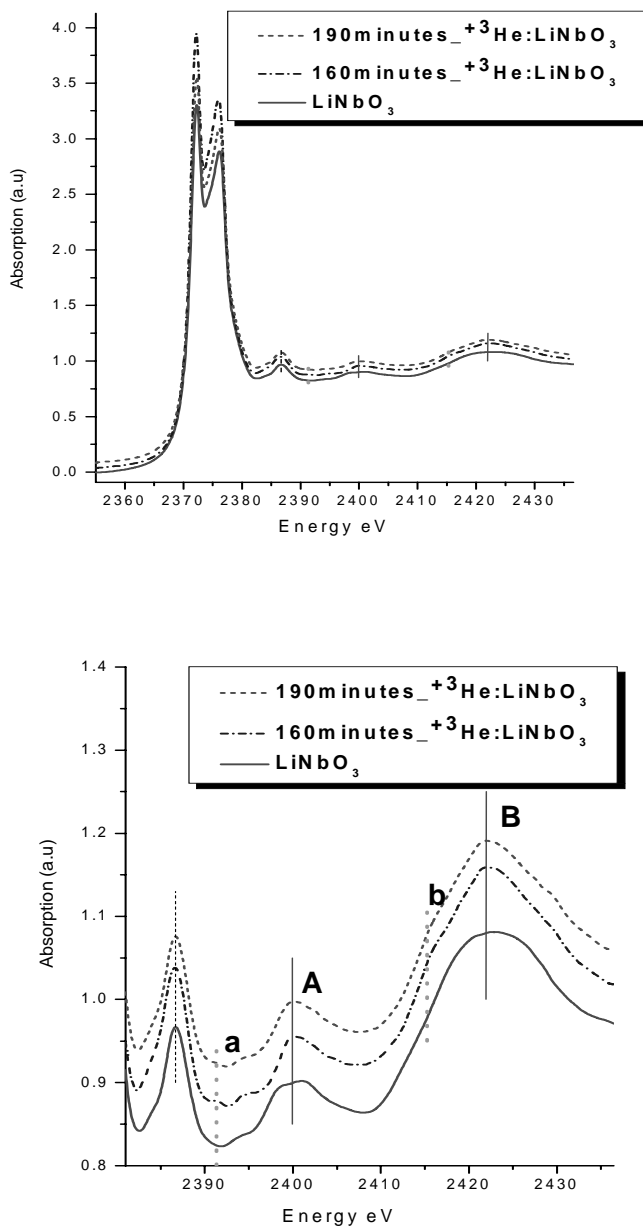 190minutes_+3He:LiNbO3
160minutes_+3He:LiNbO3
LiNbO3
4.0
3.5
3.0
2.5
2.0
1.5
1.0
0.5
0.0
Absorption (a.u)
2360 2370 2380 2390 2400 2410 2420 2430
Energy eV
190minutes_+3He:LiNbO3
160minutes_+3He:LiNbO3
LiNbO3
1.4
1.3
1.2
1.1
1.0
0.9
0.8
Absorption (a.u)
B
b
A
a
2390 2400 2410 2420 2430
Energy eV